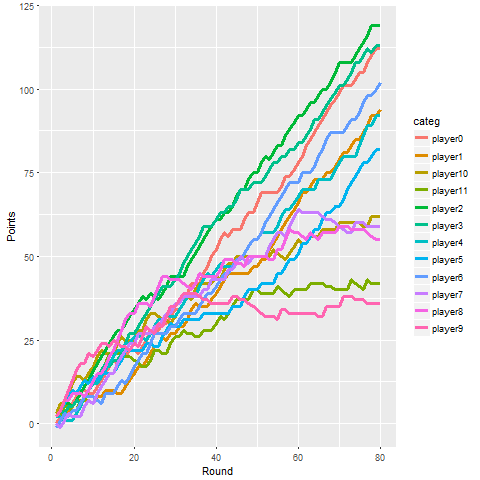 125
100
75
50
25
0
Points
0
20
40
60
80
Round
categ
player0
player1
player10
player11
player2
player3
player4
player5
player6
player7
player8
player9